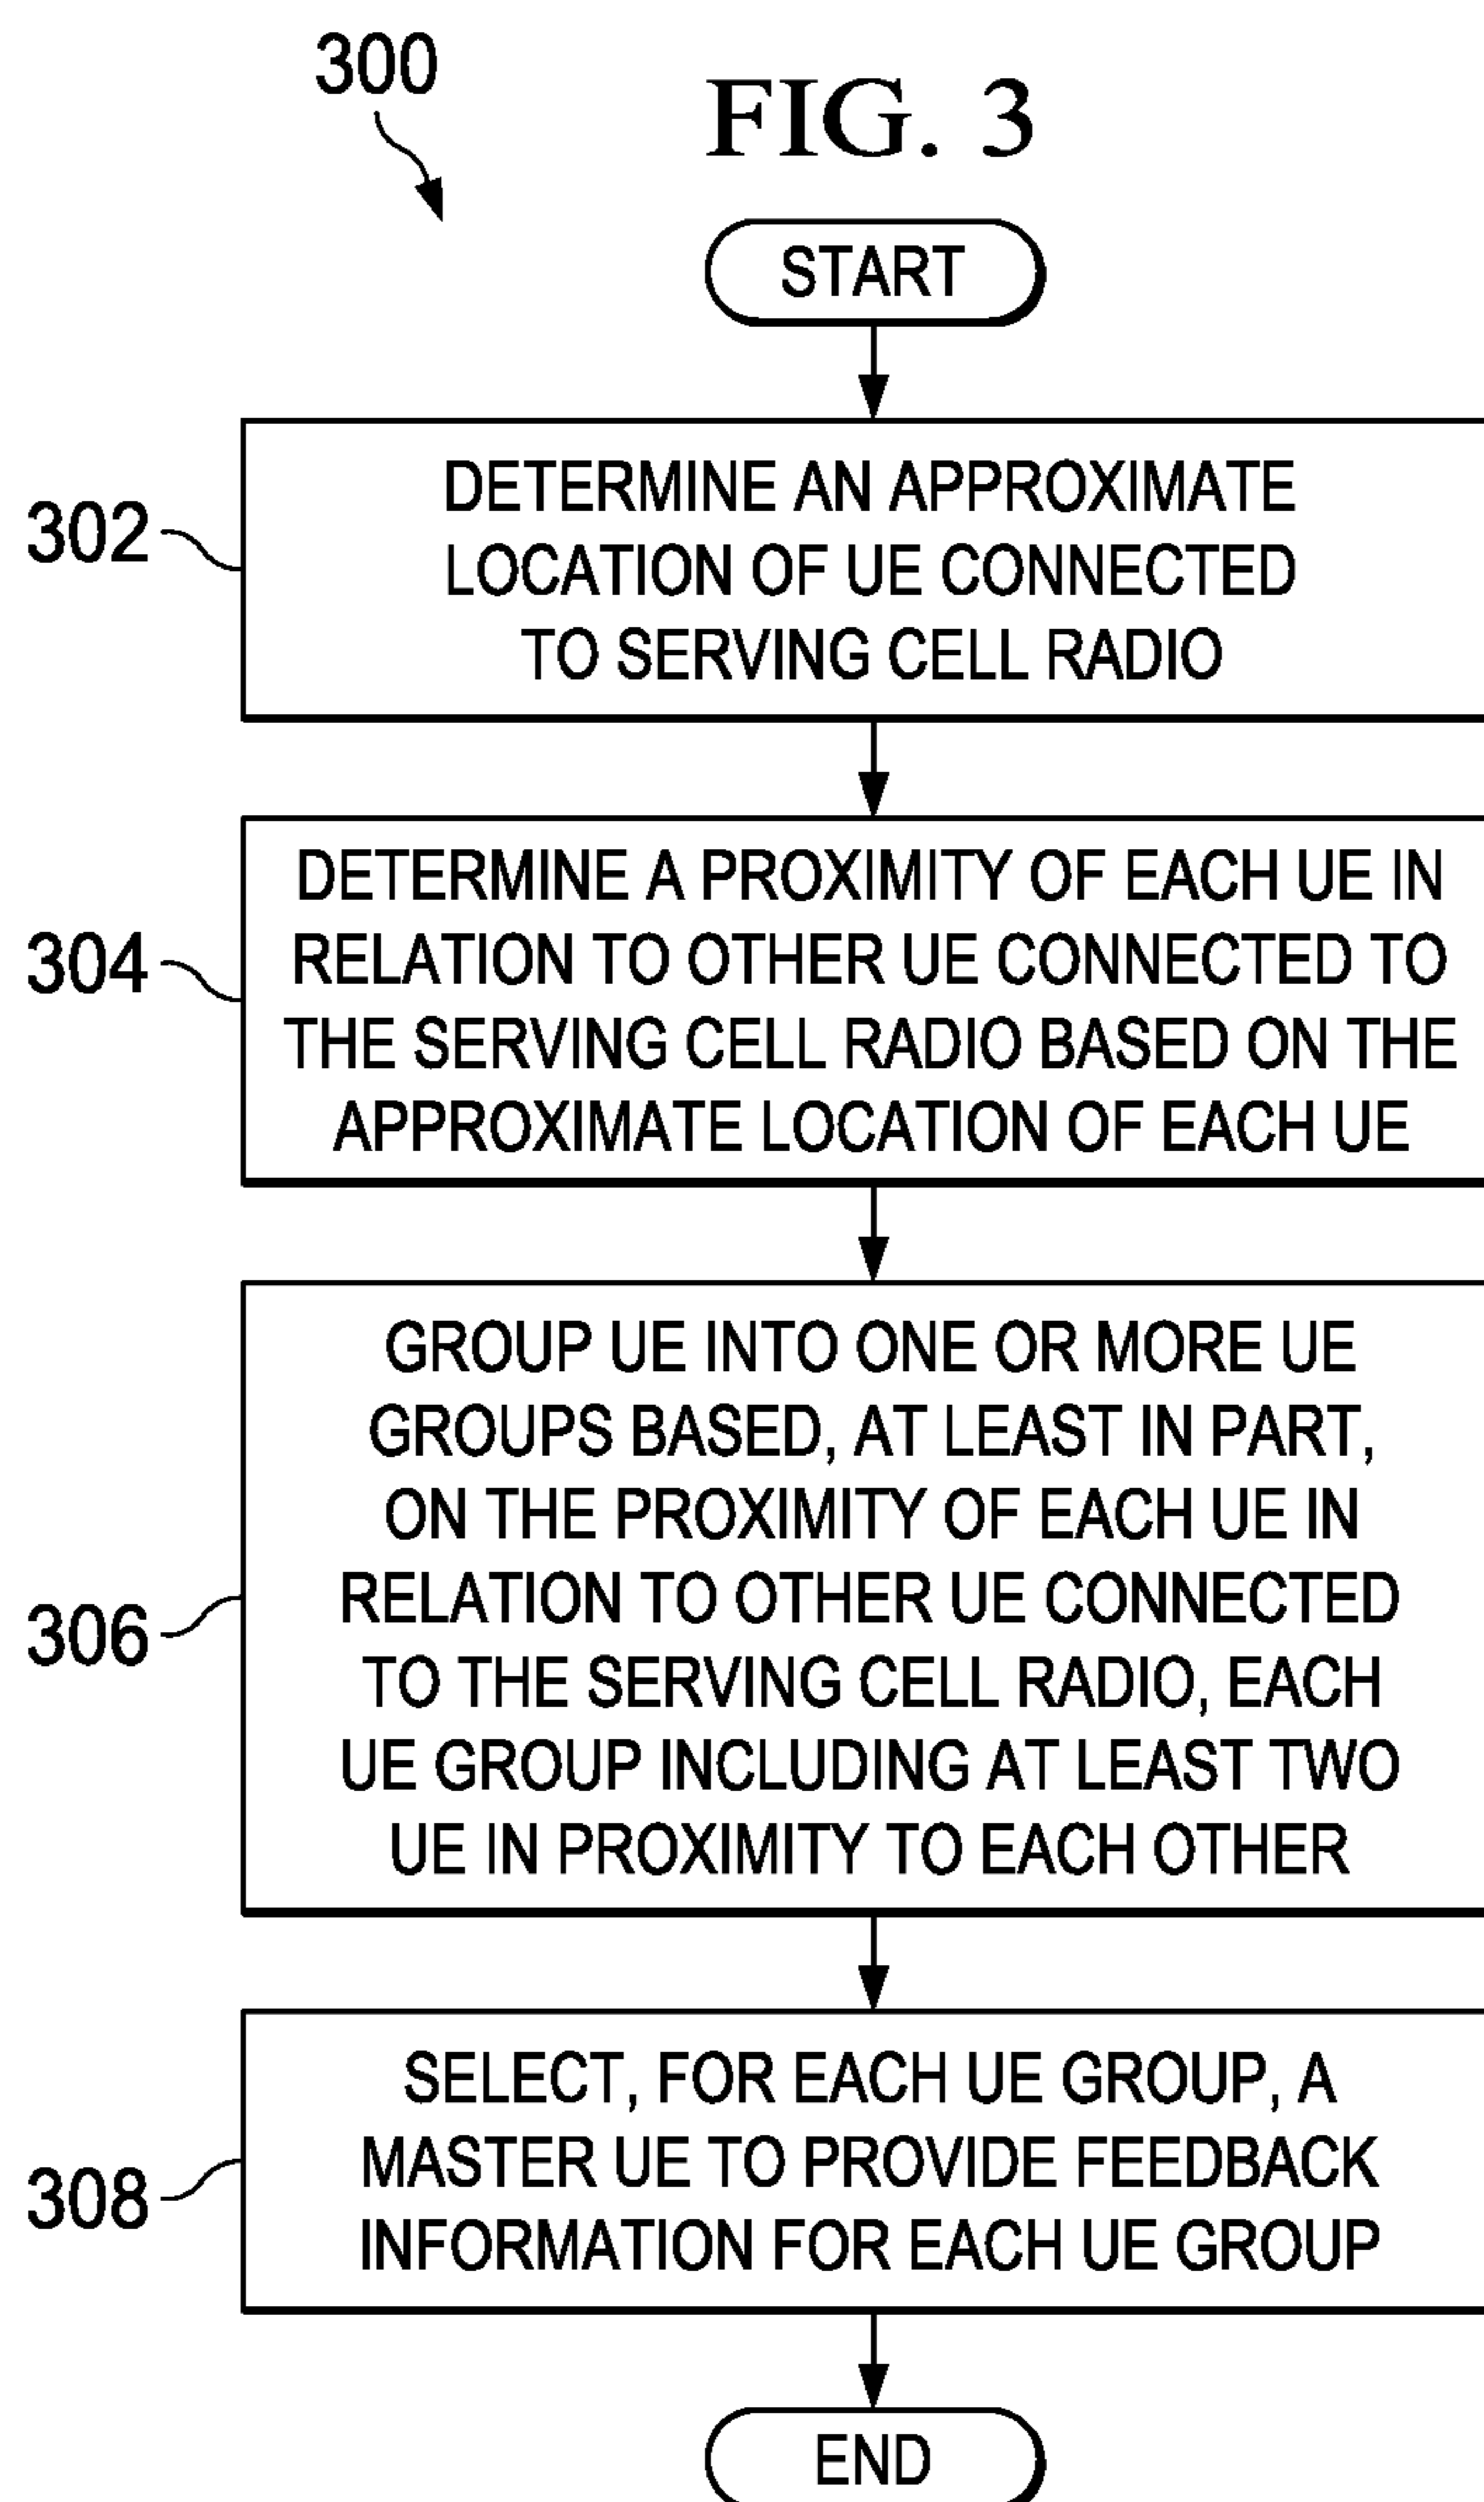 300
FIG. 3
START
302
DETERMINE AN APPROXIMATE
LOCATION OF UE CONNECTED
TO SERVING CELL RADIO
304
DETERMINE A PROXIMITY OF EACH UE IN
RELATION TO OTHER UE CONNECTED TO
THE SERVING CELL RADIO BASED ON THE
APPROXIMATE LOCATION OF EACH UE
306
GROUP UE INTO ONE OR MORE UE
GROUPS BASED, AT LEAST IN PART,
ON THE PROXIMITY OF EACH UE IN
RELATION TO OTHER UE CONNECTED
TO THE SERVING CELL RADIO, EACH
UE GROUP INCLUDING AT LEAST TWO
UE IN PROXIMITY TO EACH OTHER
308
SELECT, FOR EACH UE GROUP, A
MASTER UE TO PROVIDE FEEDBACK
INFORMATION FOR EACH UE GROUP
END